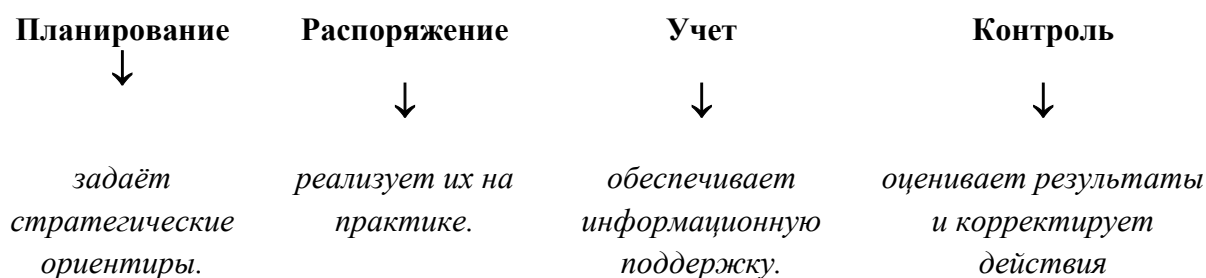 Планирование
Распоряжение
Учет
Контроль
задаёт
стратегические
ориентиры.
реализует их на
практике.
обеспечивает
информационную
поддержку.
оценивает результаты
и корректирует
действия